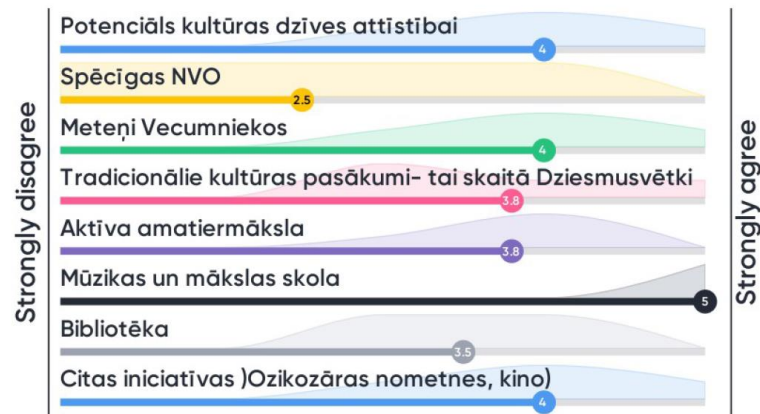 Strongly disagree
Potenciāls kultūras dzīves attīstībai
4
Spēcīgas NVO
2.5
Meteņi Vecumniekos
4
Tradicionālie kultūras pasākumi- tai skaitā Dziesmusvētki
3.8
Aktīva amatiermāksla
3.8
Mūzikas un mākslas skola
5
Bibliotēka
3.5
Citas iniciatīvas )Ozikozāras nometnes, kino)
4
Strongly agree